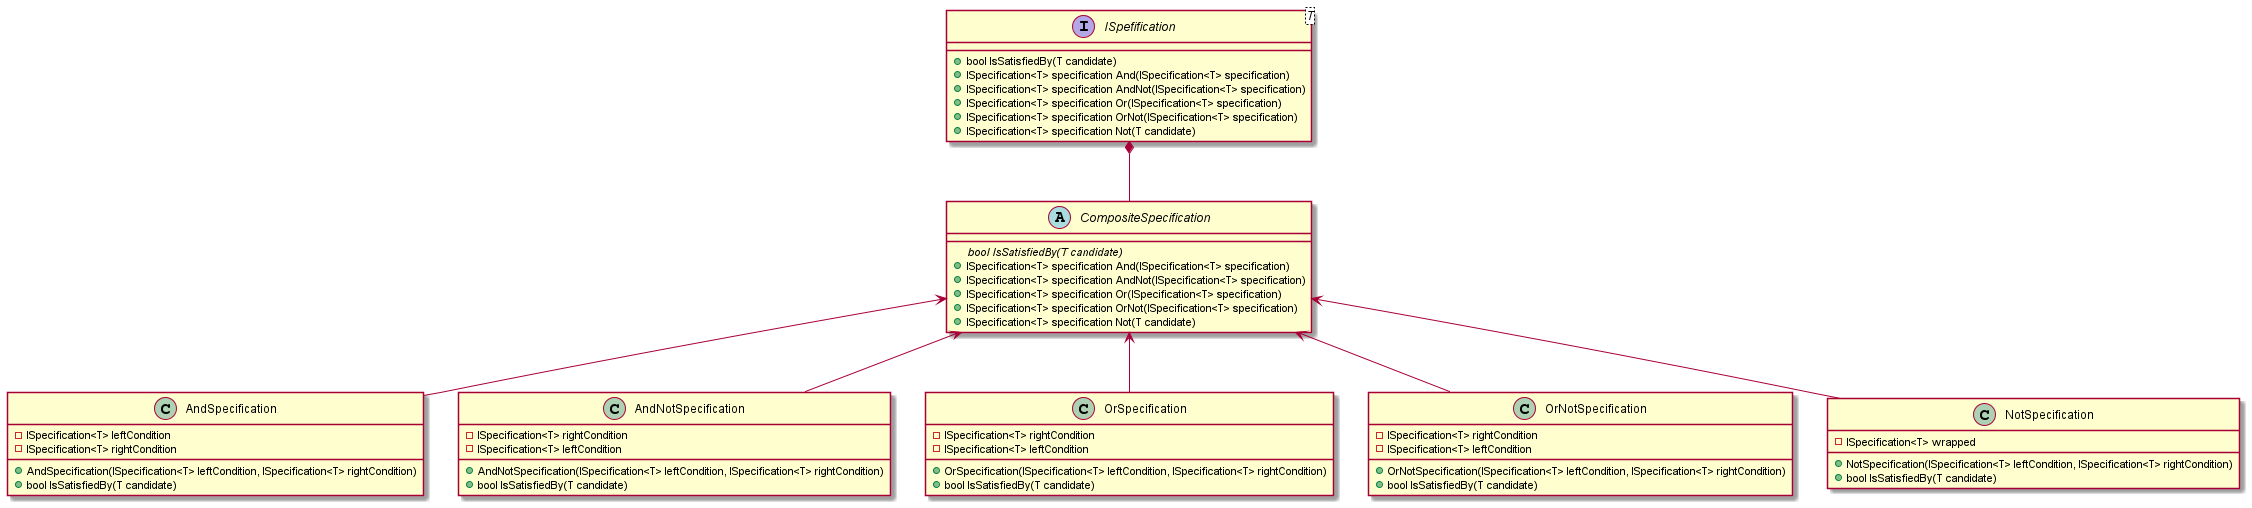 I ISpefification T
bool IsSatisfiedBy(T candidate)
ISpecification<T> specification And(ISpecification<T> specification)
ISpecification<T> specification AndNot(ISpecification<T> specification)
ISpecification<T> specification Or(ISpecification<T> specification)
ISpecification<T> specification OrNot(ISpecification<T> specification)
ISpecification<T> specification Not(T candidate)
A CompositeSpecification
bool IsSatisfiedBy(T candidate)
ISpecification<T> specification And(ISpecification<T> specification)
ISpecification<T> specification AndNot(ISpecification<T> specification)
ISpecification<T> specification Or(ISpecification<T> specification)
ISpecification<T> specification OrNot(ISpecification<T> specification)
ISpecification<T> specification Not(T candidate)
C AndSpecification
ISpecification<T> leftCondition
ISpecification<T> rightCondition
AndSpecification(ISpecification<T> leftCondition, ISpecification<T> rightCondition)
bool IsSatisfiedBy(T candidate)
C AndNotSpecification
ISpecification<T> rightCondition
ISpecification<T> leftCondition
AndNotSpecification(ISpecification<T> leftCondition, ISpecification<T> rightCondition)
bool IsSatisfiedBy(T candidate)
C OrSpecification
ISpecification<T> rightCondition
ISpecification<T> leftCondition
OrSpecification(ISpecification<T> leftCondition, ISpecification<T> rightCondition)
bool IsSatisfiedBy(T candidate)
C OrNotSpecification
ISpecification<T> rightCondition
ISpecification<T> leftCondition
OrNotSpecification(ISpecification<T> leftCondition, ISpecification<T> rightCondition)
bool IsSatisfiedBy(T candidate)
C NotSpecification
ISpecification<T> wrapped
NotSpecification(ISpecification<T> leftCondition, ISpecification<T> rightCondition)
bool IsSatisfiedBy(T candidate)